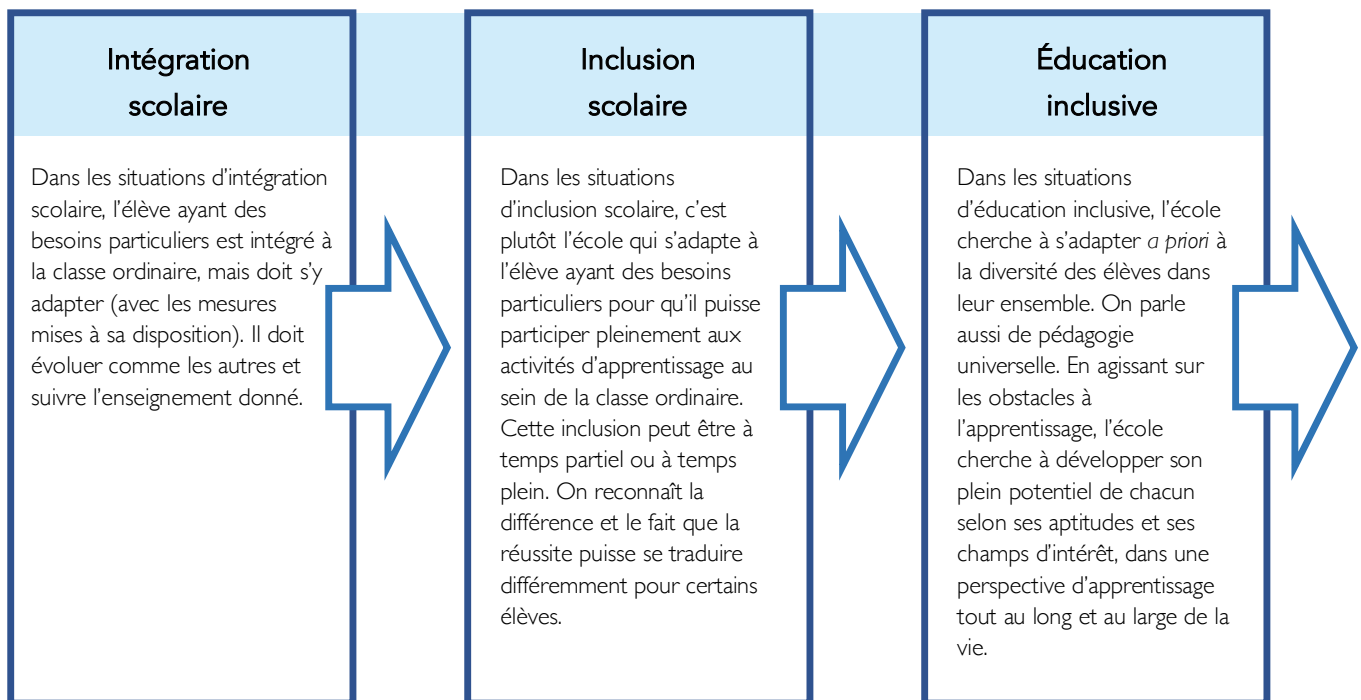 Intégration
scolaire
Dans les situations d’intégration
scolaire, l’élève ayant des
besoins particuliers est intégré à
la classe ordinaire, mais doit s’y
adapter (avec les mesures
mises à sa disposition). Il doit
évoluer comme les autres et
suivre l’enseignement donné.
Inclusion
scolaire
Dans les situations
d’inclusion scolaire, c’est
plutôt l’école qui s’adapte à
l’élève ayant des besoins
particuliers pour qu’il puisse
participer pleinement aux
activités d’apprentissage au
sein de la classe ordinaire.
Cette inclusion peut être à
temps partiel ou à temps
plein. On reconnaît la
différence et le fait que la
réussite puisse se traduire
différemment pour certains
élèves.
Éducation
inclusive
Dans les situations
d’éducation inclusive, l’école
cherche à s’adapter a priori à
la diversité des élèves dans
leur ensemble. On parle
aussi de pédagogie
universelle. En agissant sur
les obstacles à
l’apprentissage, l’école
cherche à développer son
plein potentiel de chacun
selon ses aptitudes et ses
champs d’intérêt, dans une
perspective d’apprentissage
tout au long et au large de la
vie.